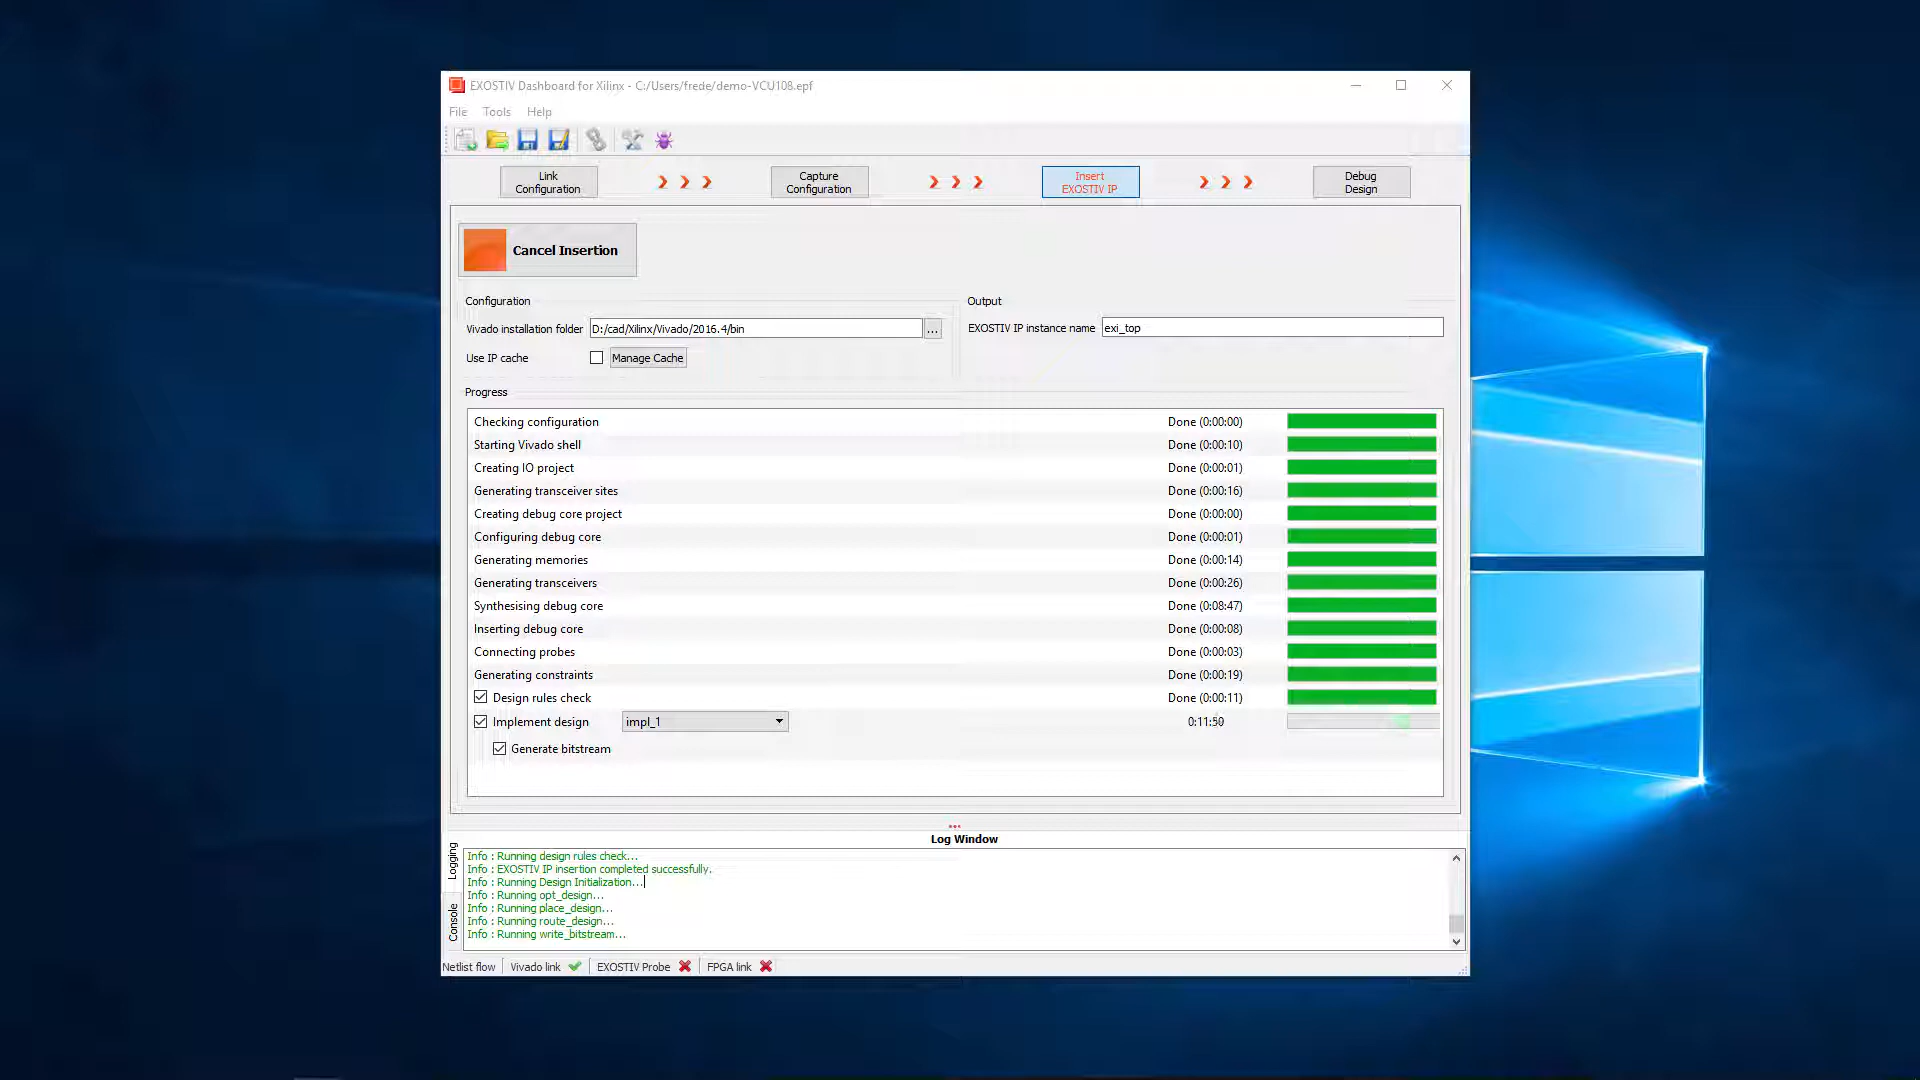 EXOSTIV Dashboard for Xilinx - C:/Users/frede/demo-VCU108.epf
File Tools Help
Link Configuration
Capture Configuration
Insert EXOSTIV IP
Debug Design
Cancel Insertion
Configuration
Output
Vivado installation folder D:/cad/Xilinx/Vivado/2016.4/bin ...
EXOSTIV IP instance name exi_top
Use IP cache Manage Cache
Progress
Checking configuration Done (0:00:00)
Starting Vivado shell Done (0:00:10)
Creating IO project Done (0:00:01)
Generating transceiver sites Done (0:00:16)
Creating debug core project Done (0:00:00)
Configuring debug core Done (0:00:01)
Generating memories Done (0:00:14)
Generating transceivers Done (0:00:26)
Synthesising debug core Done (0:08:47)
Inserting debug core Done (0:00:08)
Connecting probes Done (0:00:03)
Generating constraints Done (0:00:19)
Design rules check Done (0:00:11)
Implement design impl_1 0:11:50
Generate bitstream
Log Window
Logging
Console
Info : Running design rules check...
Info : EXOSTIV IP insertion completed successfully.
Info : Running Design Initialization...
Info : Running opt_design...
Info : Running place_design...
Info : Running route_design...
Info : Running write_bitstream...
Netlist flow Vivado link EXOSTIV Probe FPGA link